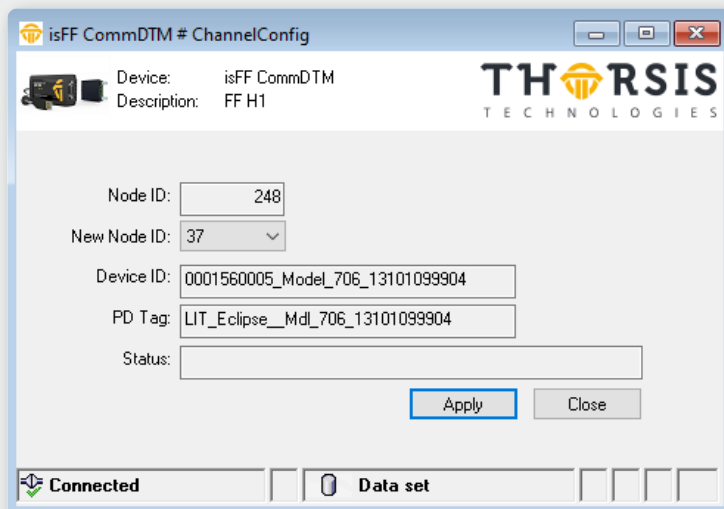 isFF CommDTM # ChannelConfig
Device: isFF CommDTM
Description: FF H1
THORSIS
TECHNOLOGIES
Node ID: 248
New Node ID: 37
Device ID: 0001560005_Model_706_13101099904
PD Tag: LIT_Eclipse__Mdl_706_13101099904
Status:
Apply Close
Connected Data set